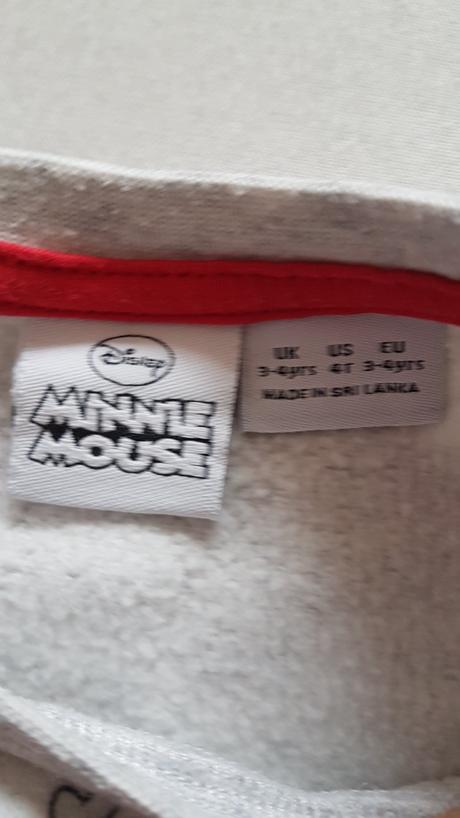 Disney
MINNIE
MOUSE
UK US EU
3-4yrs 4T 3-4yrs
MADE IN SRI LANKA